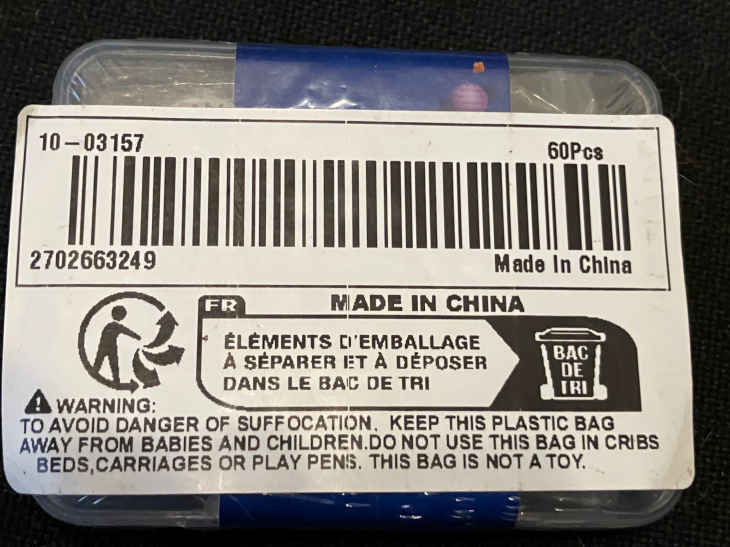 10-03157
60Pcs
2702663249
Made In China
FR
MADE IN CHINA
ÉLÉMENTS D'EMBALLAGE
À SÉPARER ET À DÉPOSER
DANS LE BAC DE TRI
BAC
DE
TRI
WARNING:
TO AVOID DANGER OF SUFFOCATION, KEEP THIS PLASTIC BAG
AWAY FROM BABIES AND CHILDREN.DO NOT USE THIS BAG IN CRIBS
BEDS,CARRIAGES OR PLAY PENS. THIS BAG IS NOT A TOY.